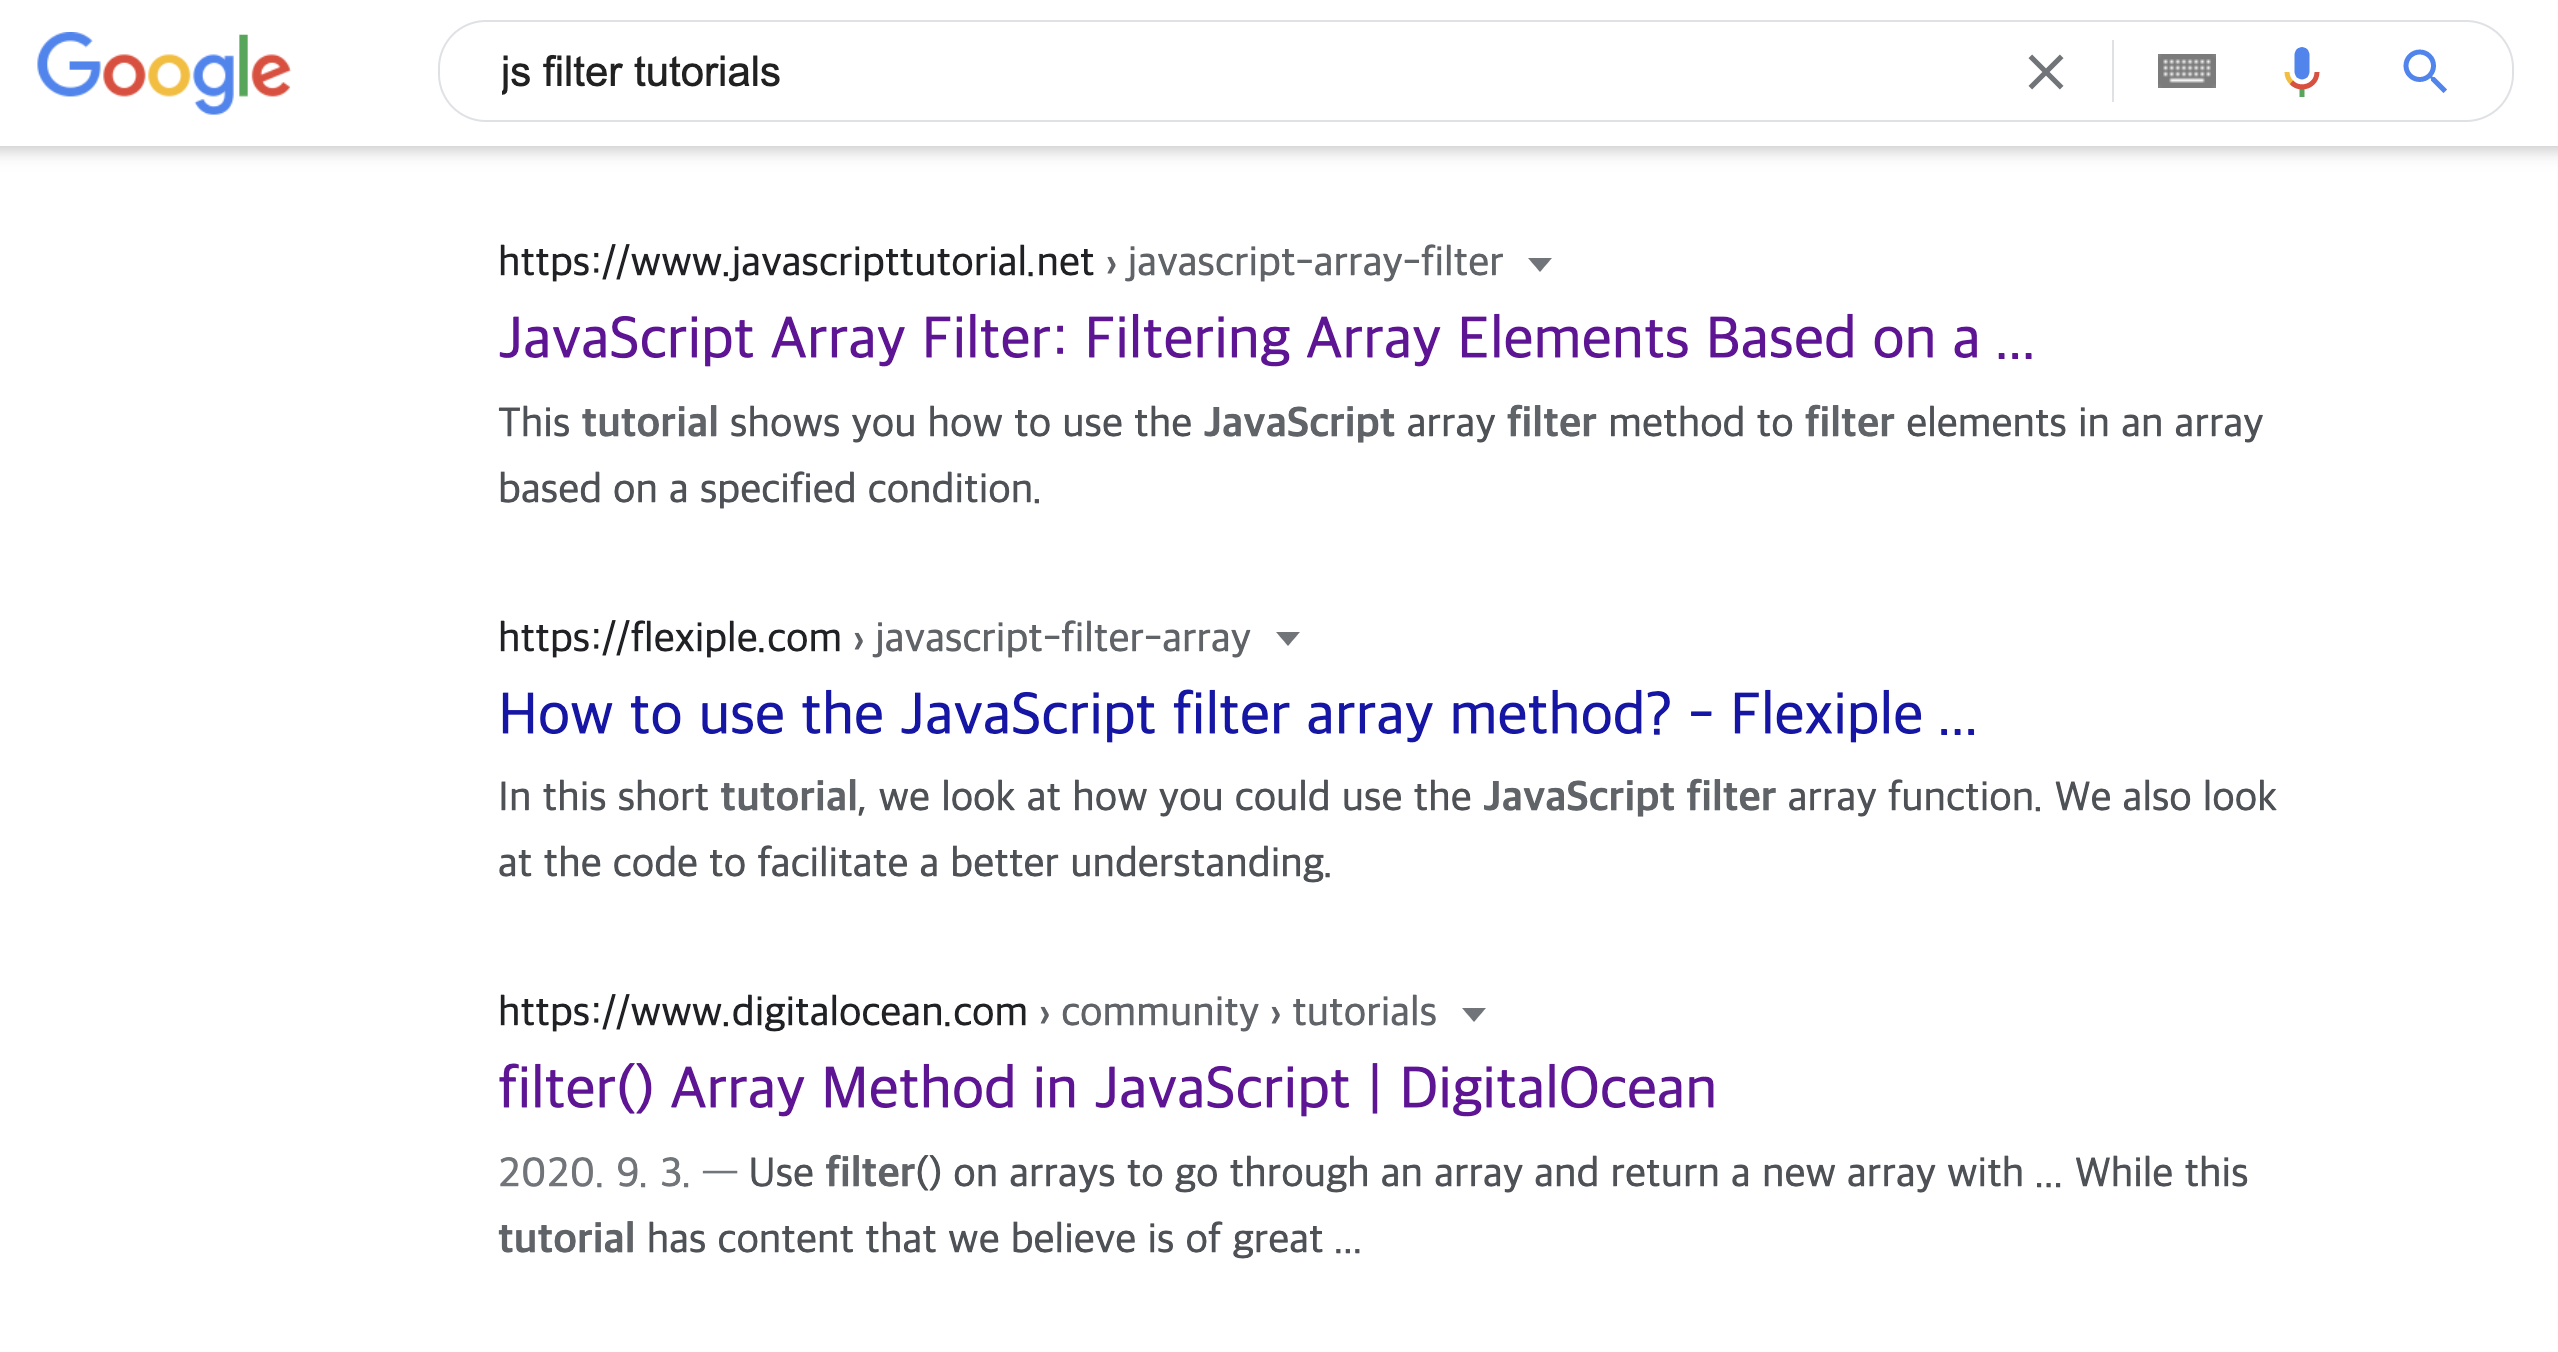 Google
js filter tutorials
https://www.javascripttutorial.net › javascript-array-filter
JavaScript Array Filter: Filtering Array Elements Based on a ...
This tutorial shows you how to use the JavaScript array filter method to filter elements in an array
based on a specified condition.
https://flexiple.com › javascript-filter-array
How to use the JavaScript filter array method? - Flexiple ...
In this short tutorial, we look at how you could use the JavaScript filter array function. We also look
at the code to facilitate a better understanding.
https://www.digitalocean.com › community › tutorials
filter() Array Method in JavaScript | DigitalOcean
2020. 9. 3. — Use filter() on arrays to go through an array and return a new array with ... While this
tutorial has content that we believe is of great ...